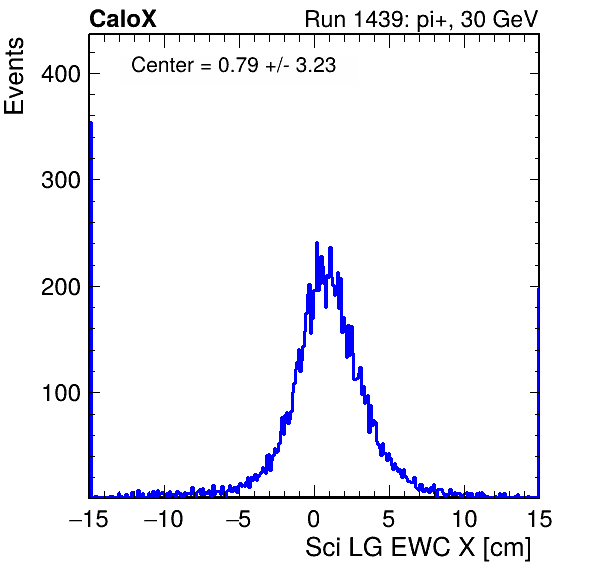 CaloX Run 1439: pi+, 30 GeV
Center = 0.79 +/- 3.23
Events
400
300
200
100
−15 −10 −5 0 5 10 15
Sci LG EWC X [cm]